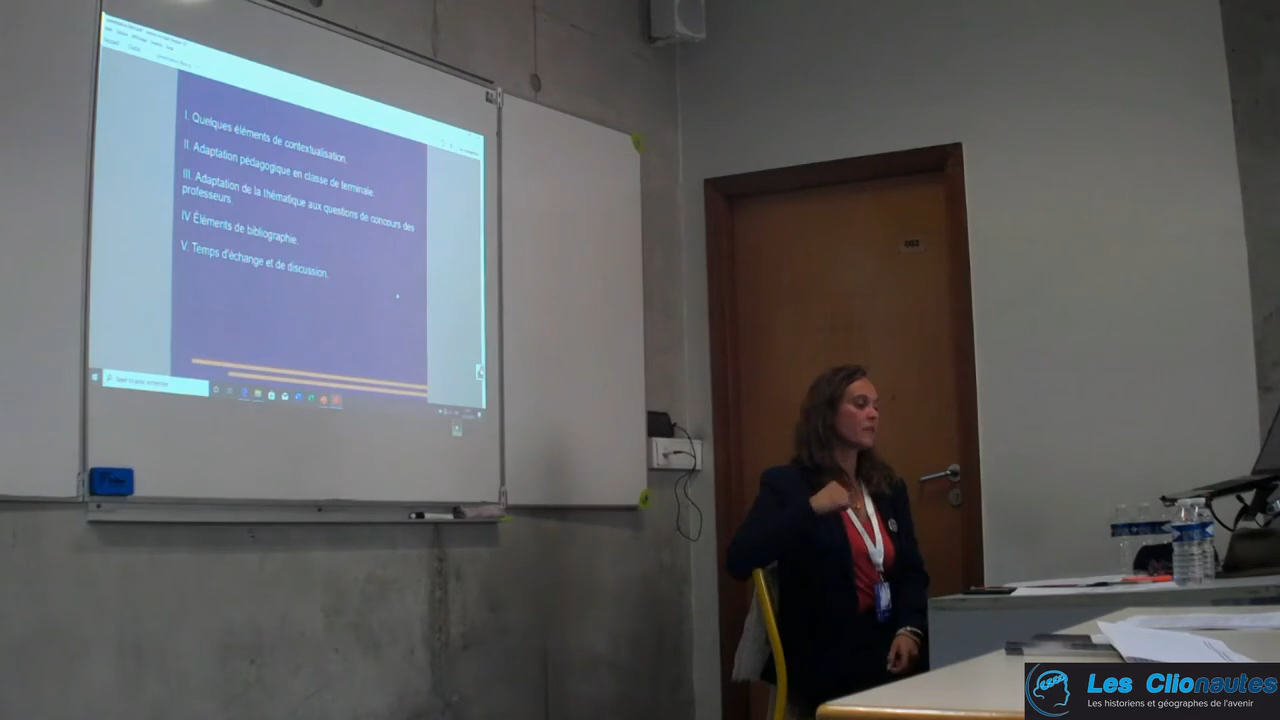 I. Quelques éléments de contextualisation.
II. Adaptation pédagogique en classe de terminale.
III. Adaptation de la thématique aux questions de concours des
professeurs.
IV Éléments de bibliographie.
V. Temps d'échange et de discussion.
002
Les Clionautes
Les historiens et géographes de l'avenir